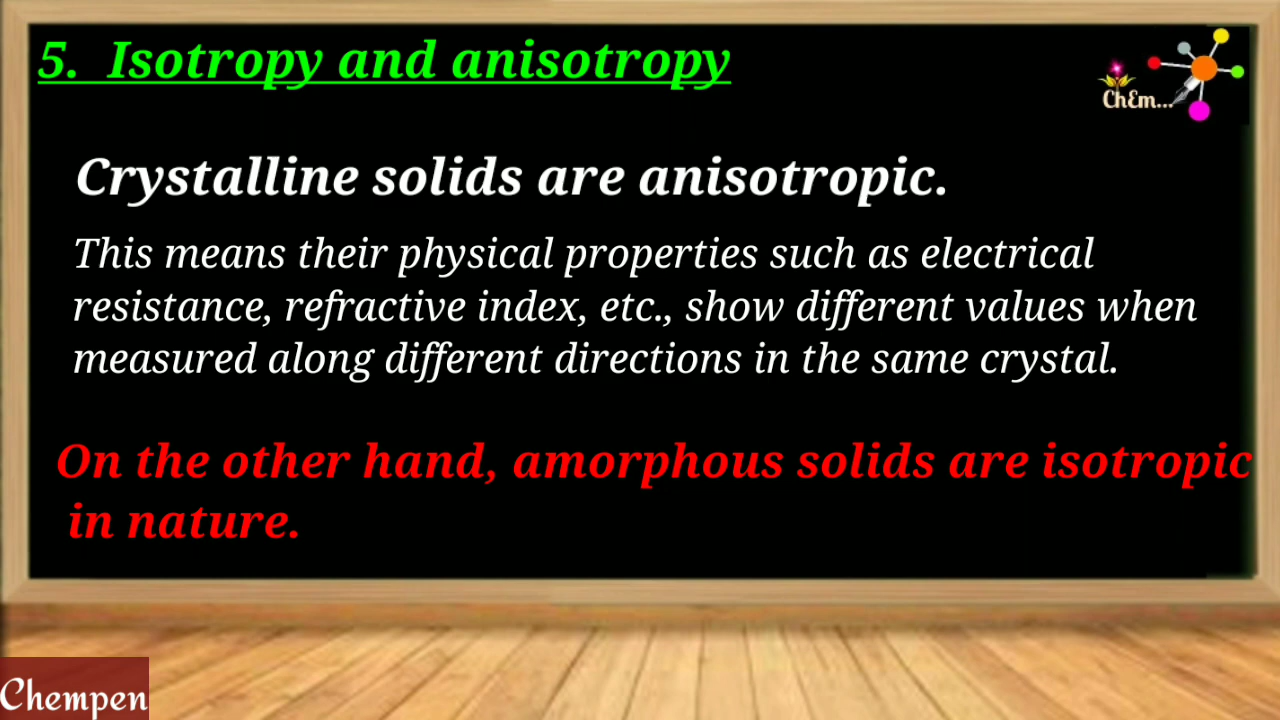 5. Isotropy and anisotropy
ChEm...
Crystalline solids are anisotropic.
This means their physical properties such as electrical
resistance, refractive index, etc., show different values when
measured along different directions in the same crystal.
On the other hand, amorphous solids are isotropic
in nature.
Chempen